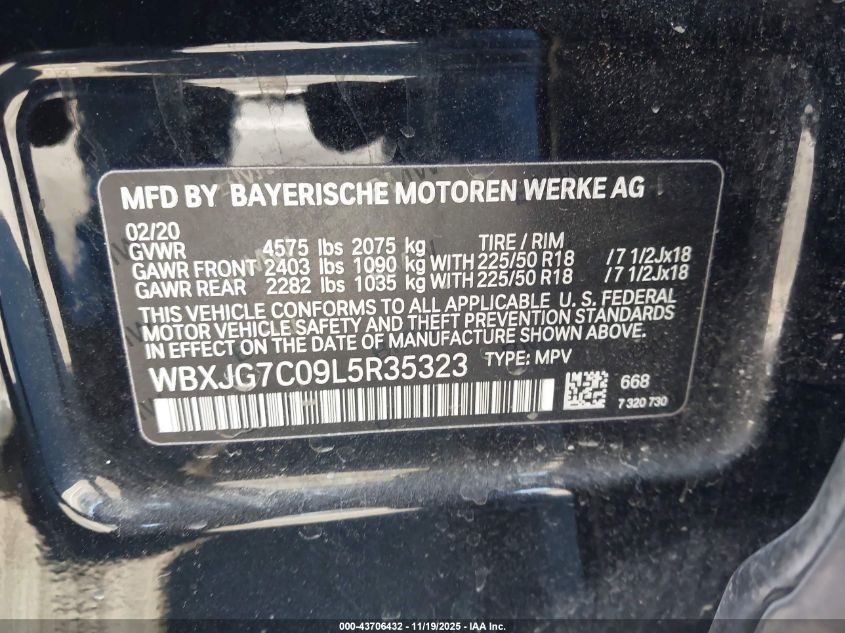 MFD BY BAYERISCHE MOTOREN WERKE AG
02/20
GVWR 4575 lbs 2075 kg TIRE / RIM
GAWR FRONT 2403 lbs 1090 kg WITH 225/50 R18 /7 1/2Jx18
GAWR REAR 2282 lbs 1035 kg WITH 225/50 R18 /7 1/2Jx18
THIS VEHICLE CONFORMS TO ALL APPLICABLE U. S. FEDERAL
MOTOR VEHICLE SAFETY AND THEFT PREVENTION STANDARDS
IN EFFECT ON THE DATE OF MANUFACTURE SHOWN ABOVE.
WBXJG7C09L5R35323 TYPE: MPV
668
7 320 730
000-43706432 - 11/19/2025 - IAA Inc.